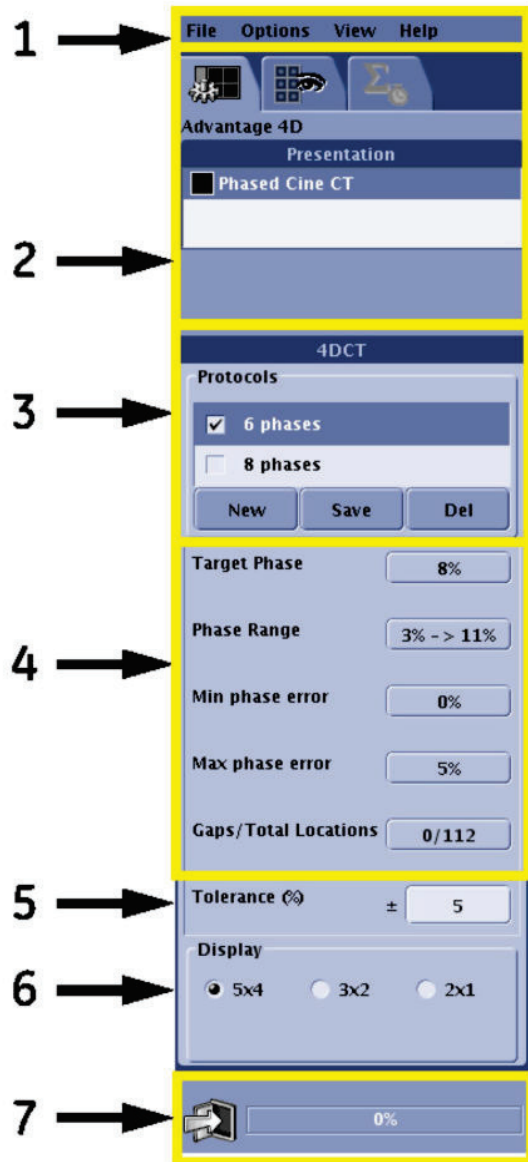 1
File Options View Help
Advantage 4D
Presentation
Phased Cine CT
2
4DCT
Protocols
3
6 phases
8 phases
New Save Del
Target Phase 8%
Phase Range 3% -> 11%
4
Min phase error 0%
Max phase error 5%
Gaps/Total Locations 0/112
5
Tolerance (%) ± 5
Display
6
5x4 3x2 2x1
7
0%